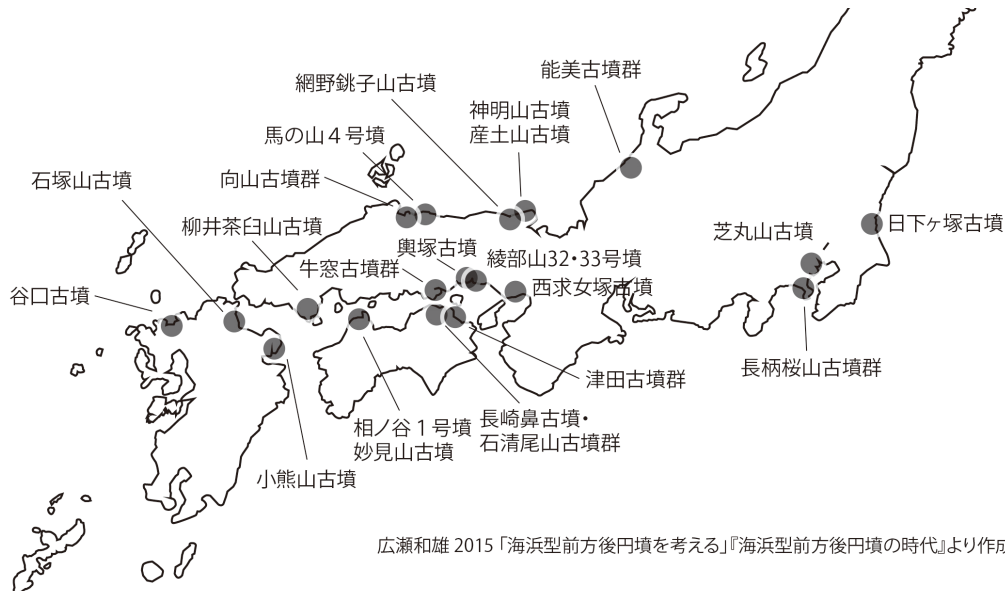 能美古墳群
網野銚子山古墳
神明山古墳
産土山古墳
馬の山４号墳
石塚山古墳
向山古墳群
柳井茶臼山古墳
日下ヶ塚古墳
芝丸山古墳
輿塚古墳
綾部山32・33号墳
牛窓古墳群
西求女塚古墳
谷口古墳
長柄桜山古墳群
津田古墳群
長崎鼻古墳・
石清尾山古墳群
相ノ谷１号墳
妙見山古墳
小熊山古墳
広瀬和雄 2015「海浜型前方後円墳を考える」『海浜型前方後円墳の時代』より作成